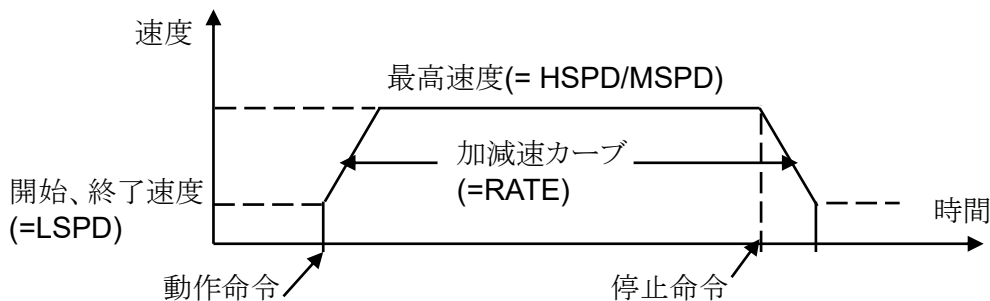 速度
最高速度(= HSPD/MSPD)
加減速カーブ
(=RATE)
開始、終了速度
(=LSPD)
時間
動作命令
停止命令